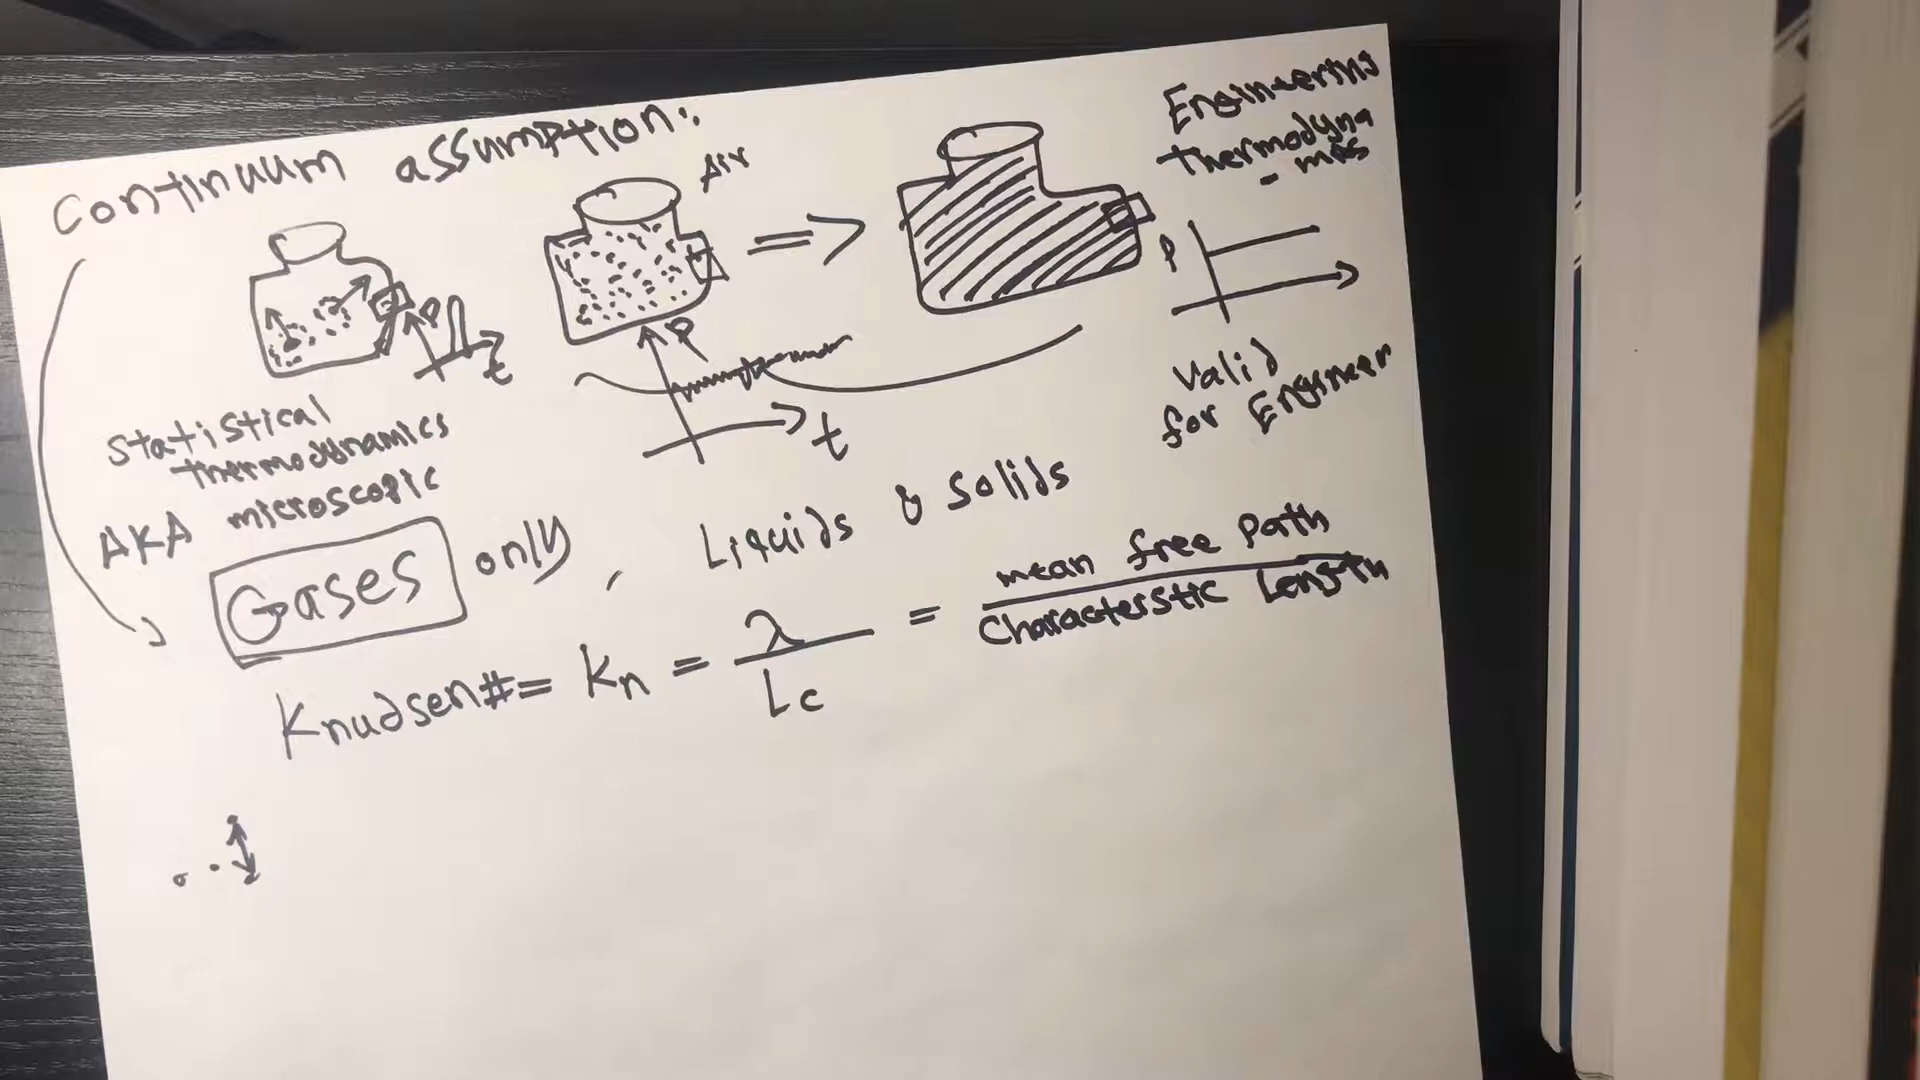 Continuum assumption:
Air
Engineering
thermodyna
- mics
P
t
P
t
P
Statistical
thermodynamics
AKA microscopic
Valid
for Engineer
Gases only, Liquids & Solids
Knudsen # = Kn = λ / Lc = mean free path / Characterstic Length